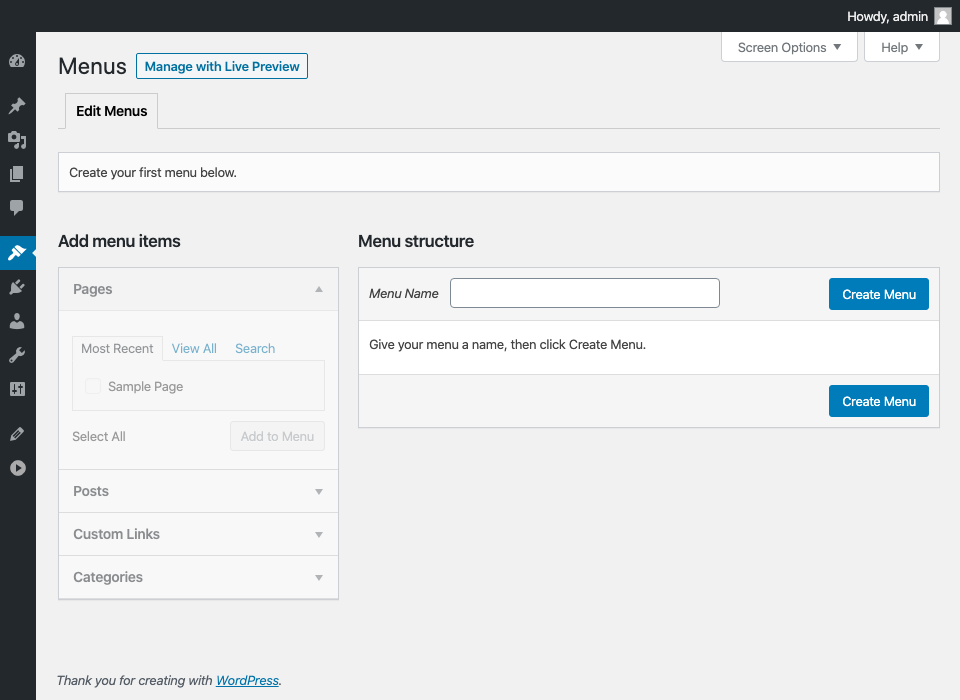 Howdy, admin
Screen Options
Help
Menus
Manage with Live Preview
Edit Menus
Create your first menu below.
Add menu items
Pages
Most Recent
View All
Search
Sample Page
Select All
Add to Menu
Posts
Custom Links
Categories
Menu structure
Menu Name
Create Menu
Give your menu a name, then click Create Menu.
Create Menu
Thank you for creating with WordPress.